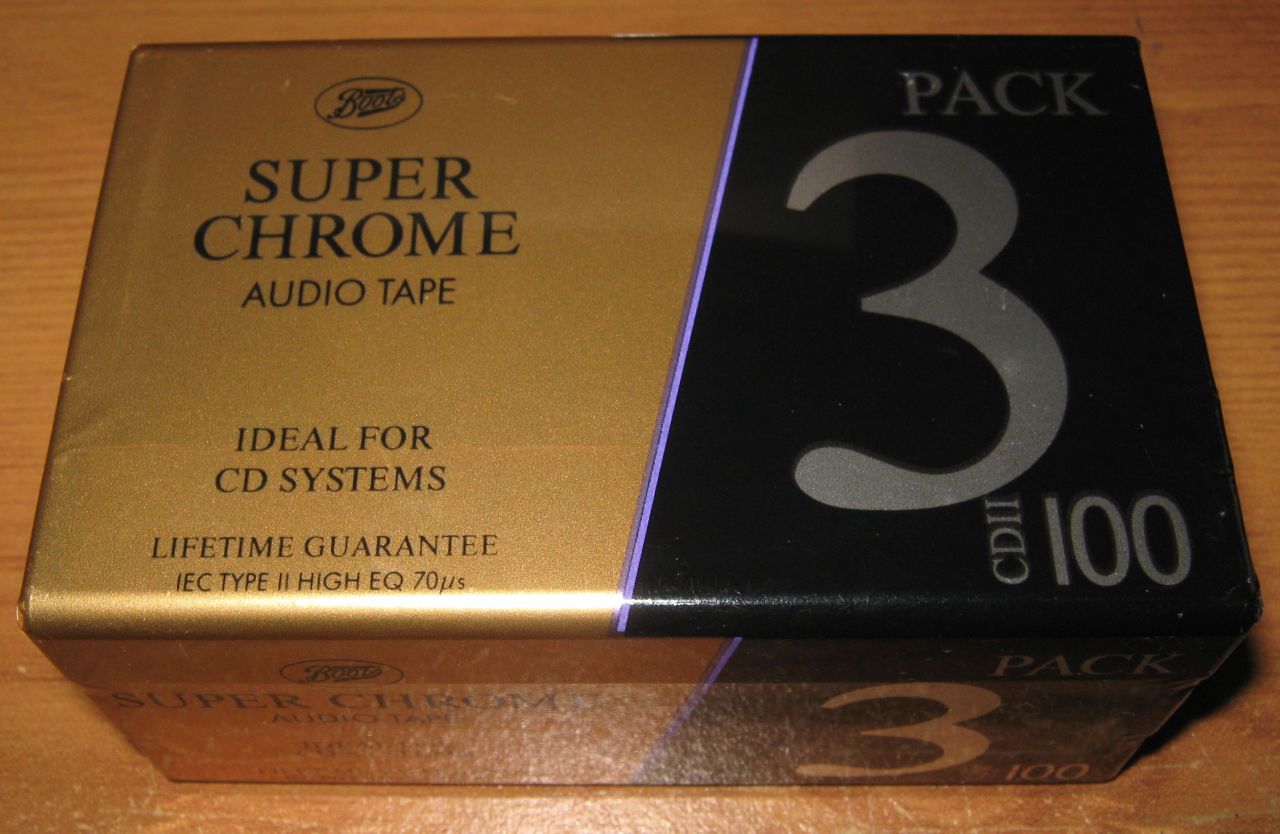 Boots
SUPER
CHROME
AUDIO TAPE
IDEAL FOR
CD SYSTEMS
LIFETIME GUARANTEE
IEC TYPE II HIGH EQ 70µs
PACK
3
CDII 100
Boots
SUPER CHROME
AUDIO TAPE
PACK
3
100